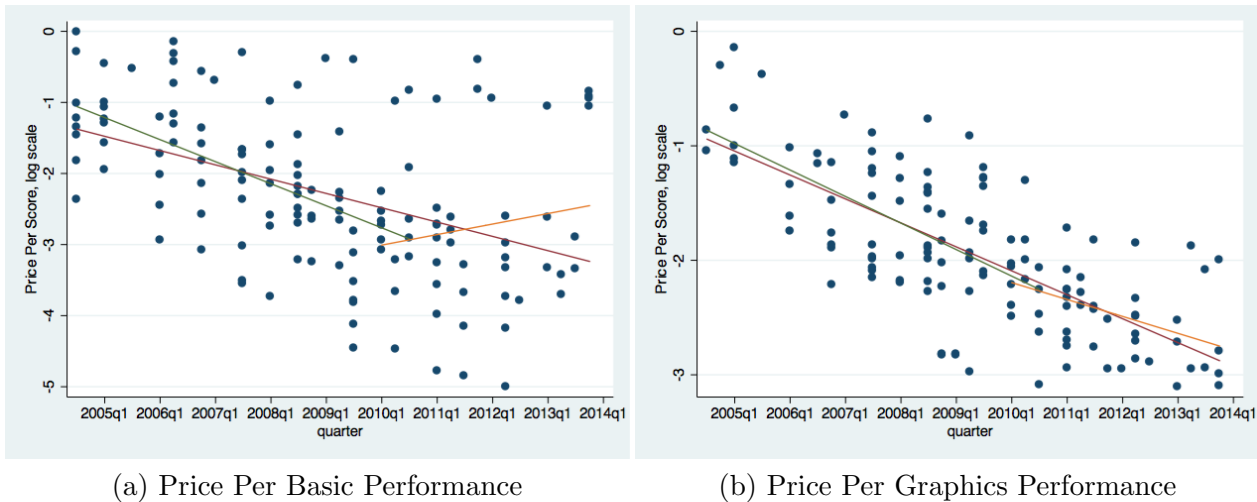 Price Per Score, log scale
0
-1
-2
-3
-4
-5
2005q1 2006q1 2007q1 2008q1 2009q1 2010q1 2011q1 2012q1 2013q1 2014q1
quarter
(a) Price Per Basic Performance
Price Per Score, log scale
0
-1
-2
-3
2005q1 2006q1 2007q1 2008q1 2009q1 2010q1 2011q1 2012q1 2013q1 2014q1
quarter
(b) Price Per Graphics Performance